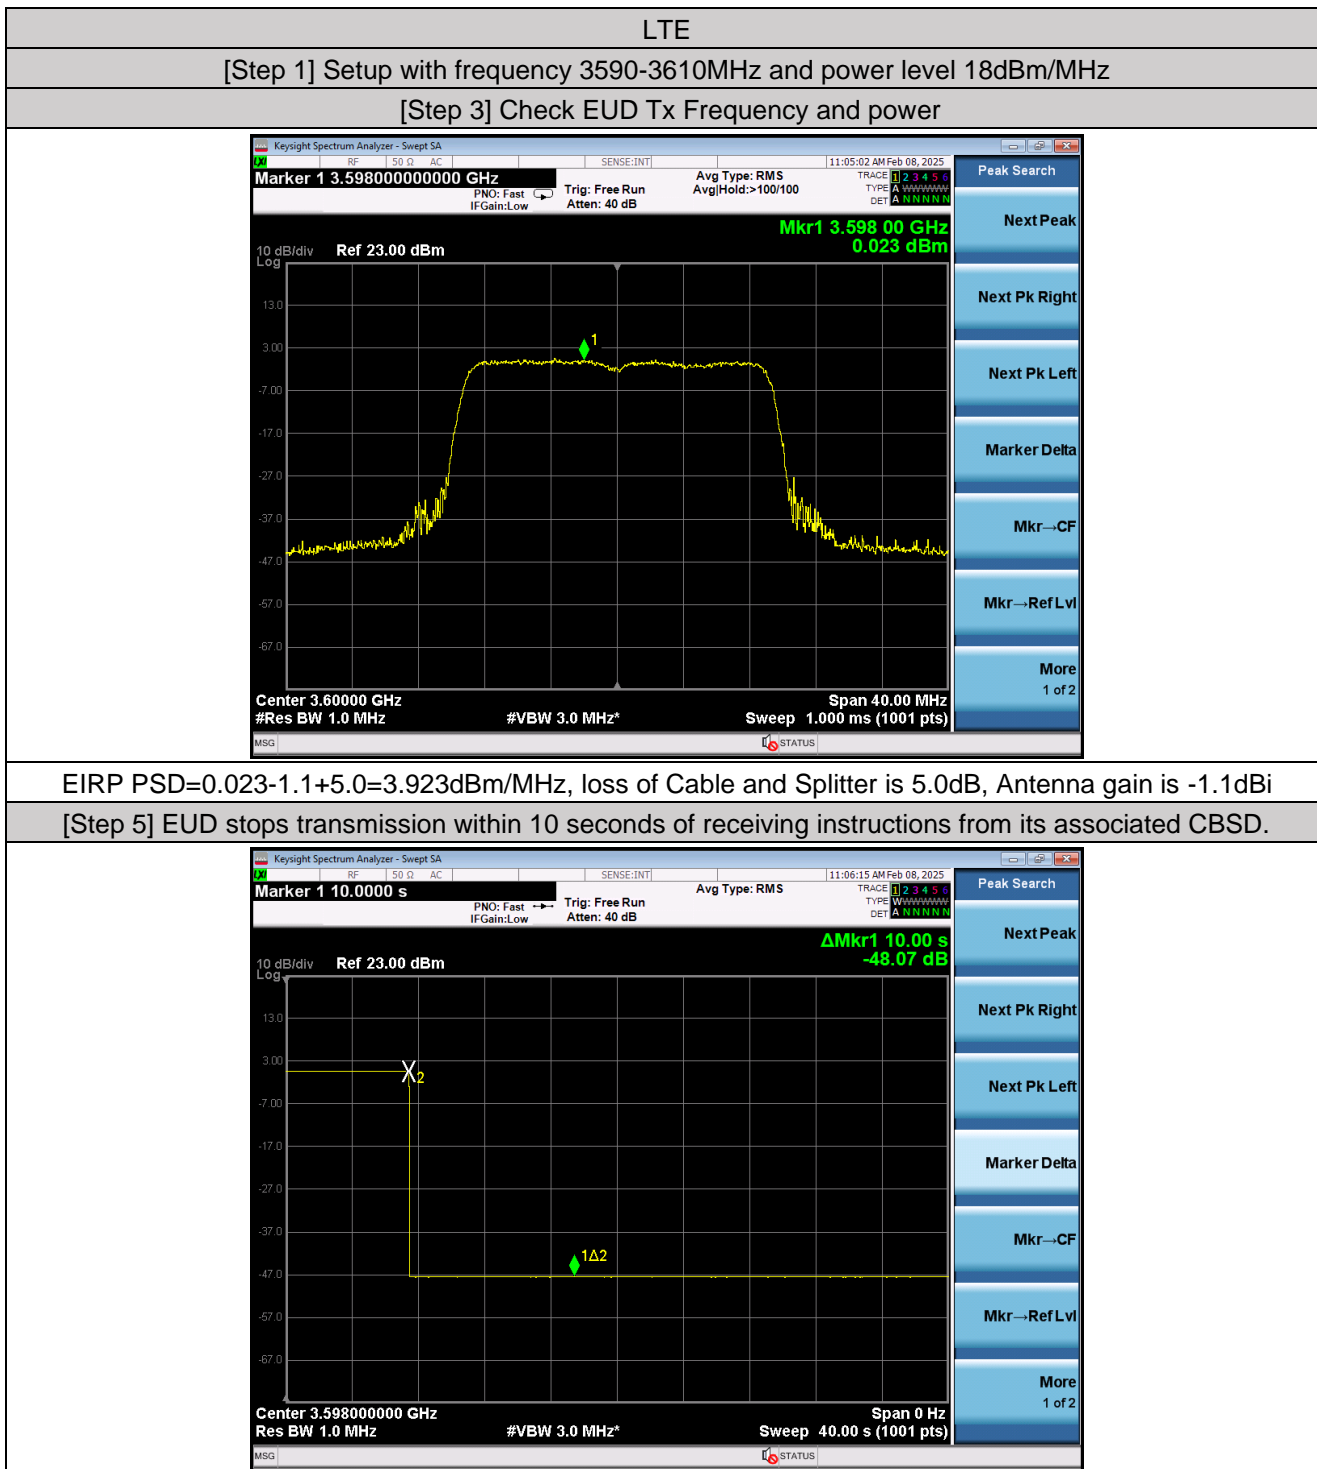 LTE
[Step 1] Setup with frequency 3590-3610MHz and power level 18dBm/MHz
[Step 3] Check EUD Tx Frequency and power
Keysight Spectrum Analyzer - Swept SA
LXI RF 50 Ω AC SENSE:INT 11:05:02 AM Feb 08, 2025
Marker 1 3.598000000000 GHz
PNO: Fast
IFGain:Low
Trig: Free Run
Atten: 40 dB
Avg Type: RMS
Avg|Hold:>100/100
TRACE 1 2 3 4 5 6
TYPE A WWWWW
DET A N N N N N
Mkr1 3.598 00 GHz
0.023 dBm
10 dB/div Ref 23.00 dBm
Log
13.0
3.00
-7.00
-17.0
-27.0
-37.0
-47.0
-57.0
-67.0
1
Center 3.60000 GHz Span 40.00 MHz
#Res BW 1.0 MHz #VBW 3.0 MHz* Sweep 1.000 ms (1001 pts)
MSG STATUS
Peak Search
Next Peak
Next Pk Right
Next Pk Left
Marker Delta
Mkr→CF
Mkr→Ref Lvl
More
1 of 2
EIRP PSD=0.023-1.1+5.0=3.923dBm/MHz, loss of Cable and Splitter is 5.0dB, Antenna gain is -1.1dBi
[Step 5] EUD stops transmission within 10 seconds of receiving instructions from its associated CBSD.
Keysight Spectrum Analyzer - Swept SA
LXI RF 50 Ω AC SENSE:INT 11:06:15 AM Feb 08, 2025
Marker 1 10.0000 s
PNO: Fast
IFGain:Low
Trig: Free Run
Atten: 40 dB
Avg Type: RMS
TRACE 1 2 3 4 5 6
TYPE WWWWWW
DET A N N N N N
ΔMkr1 10.00 s
-48.07 dB
10 dB/div Ref 23.00 dBm
Log
13.0
3.00
-7.00
-17.0
-27.0
-37.0
-47.0
-57.0
-67.0
X2
1Δ2
Center 3.598000000 GHz Span 0 Hz
Res BW 1.0 MHz #VBW 3.0 MHz* Sweep 40.00 s (1001 pts)
MSG STATUS
Peak Search
Next Peak
Next Pk Right
Next Pk Left
Marker Delta
Mkr→CF
Mkr→Ref Lvl
More
1 of 2